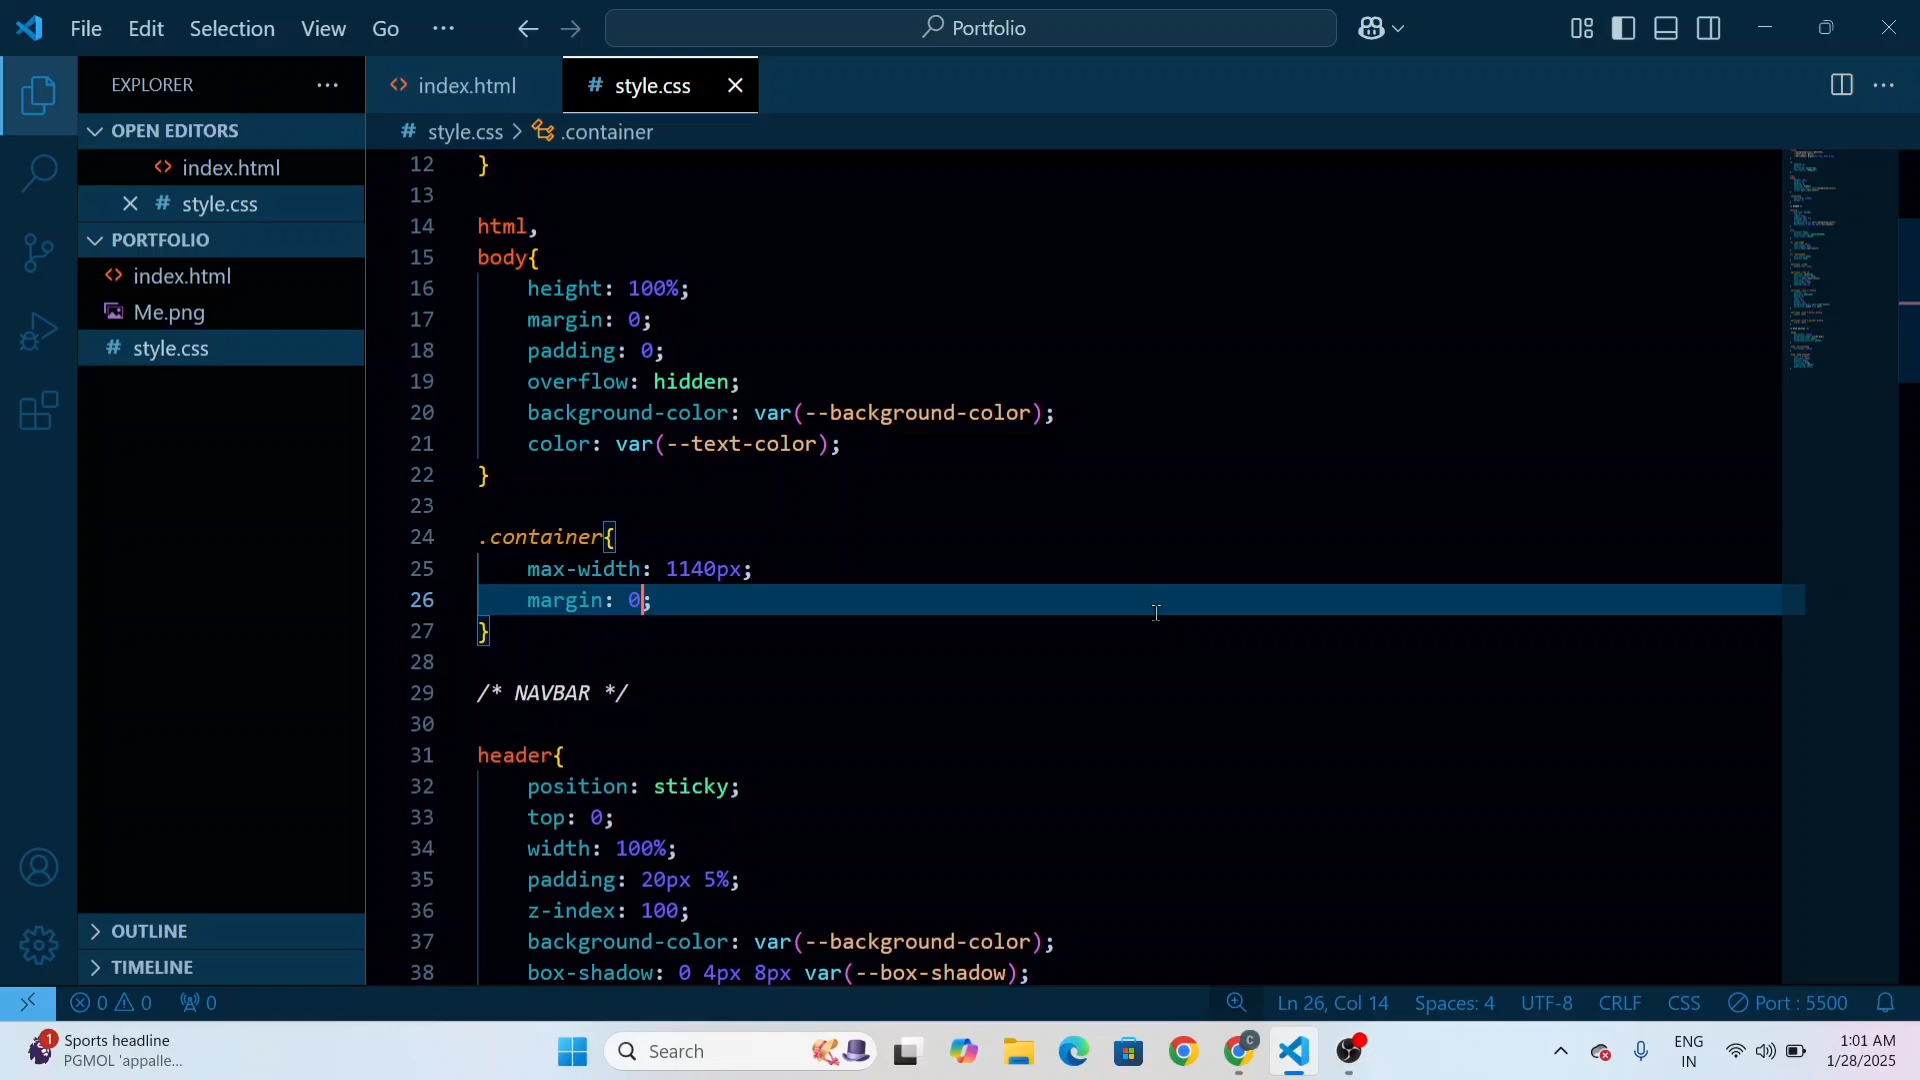 File Edit Selection View Go ··· Portfolio
EXPLORER ···
OPEN EDITORS
index.html
style.css
PORTFOLIO
index.html
Me.png
style.css
OUTLINE
TIMELINE
index.html # style.css ···
# style.css > .container
12 }
13
14 html,
15 body{
16 height: 100%;
17 margin: 0;
18 padding: 0;
19 overflow: hidden;
20 background-color: var(--background-color);
21 color: var(--text-color);
22 }
23
24 .container{
25 max-width: 1140px;
26 margin: 0;
27 }
28
29 /* NAVBAR */
30
31 header{
32 position: sticky;
33 top: 0;
34 width: 100%;
35 padding: 20px 5%;
36 z-index: 100;
37 background-color: var(--background-color);
38 box-shadow: 0 4px 8px var(--box-shadow);
0 0 0 Ln 26, Col 14 Spaces: 4 UTF-8 CRLF CSS Port : 5500
1 Sports headline
PGMOL 'appalle...
Search
C
ENG
IN
1:01 AM
1/28/2025